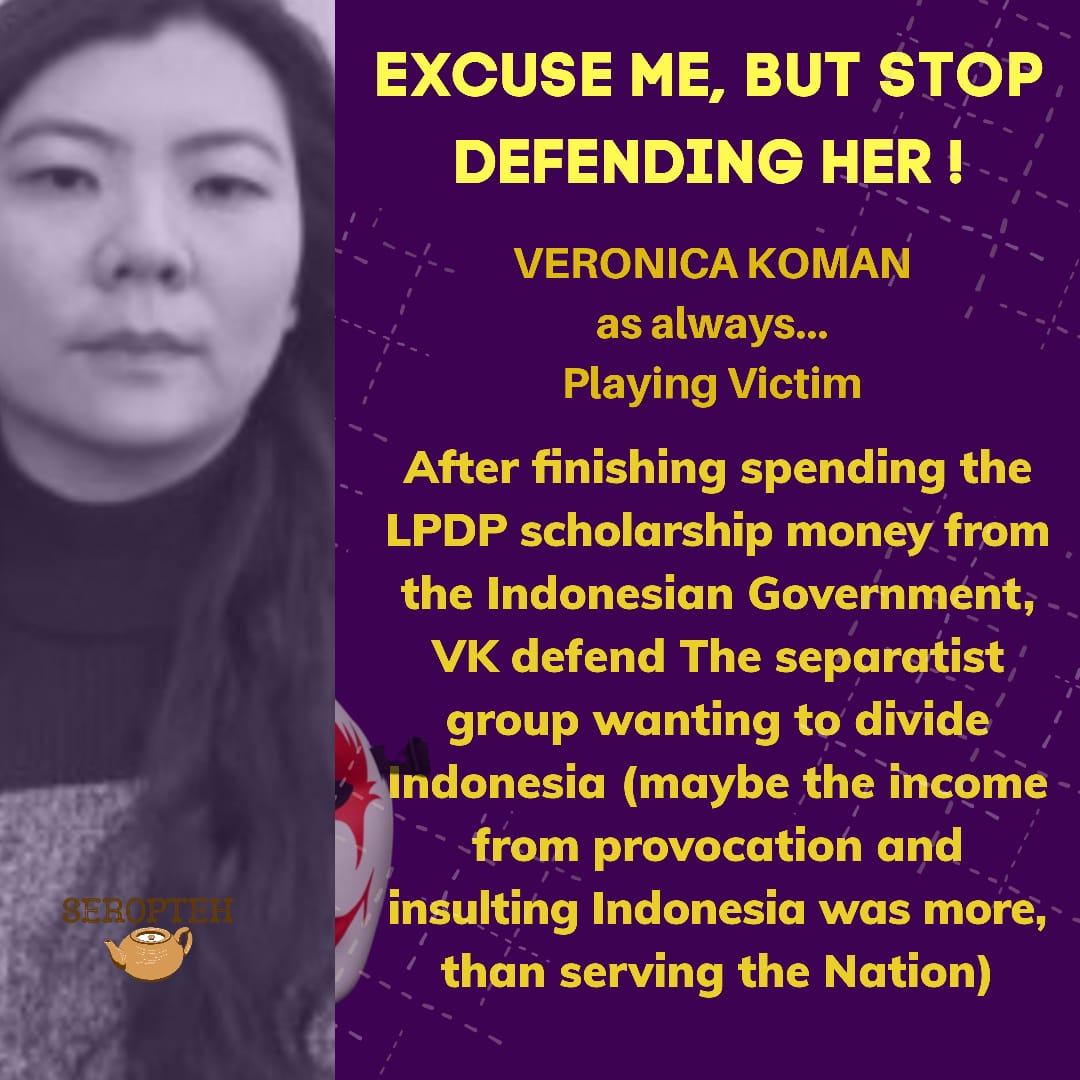 EXCUSE ME, BUT STOP
DEFENDING HER !
VERONICA KOMAN
as always...
Playing Victim
After finishing spending the
LPDP scholarship money from
the Indonesian Government,
VK defend The separatist
group wanting to divide
Indonesia (maybe the income
from provocation and
insulting Indonesia was more,
than serving the Nation)
SEROPTEH